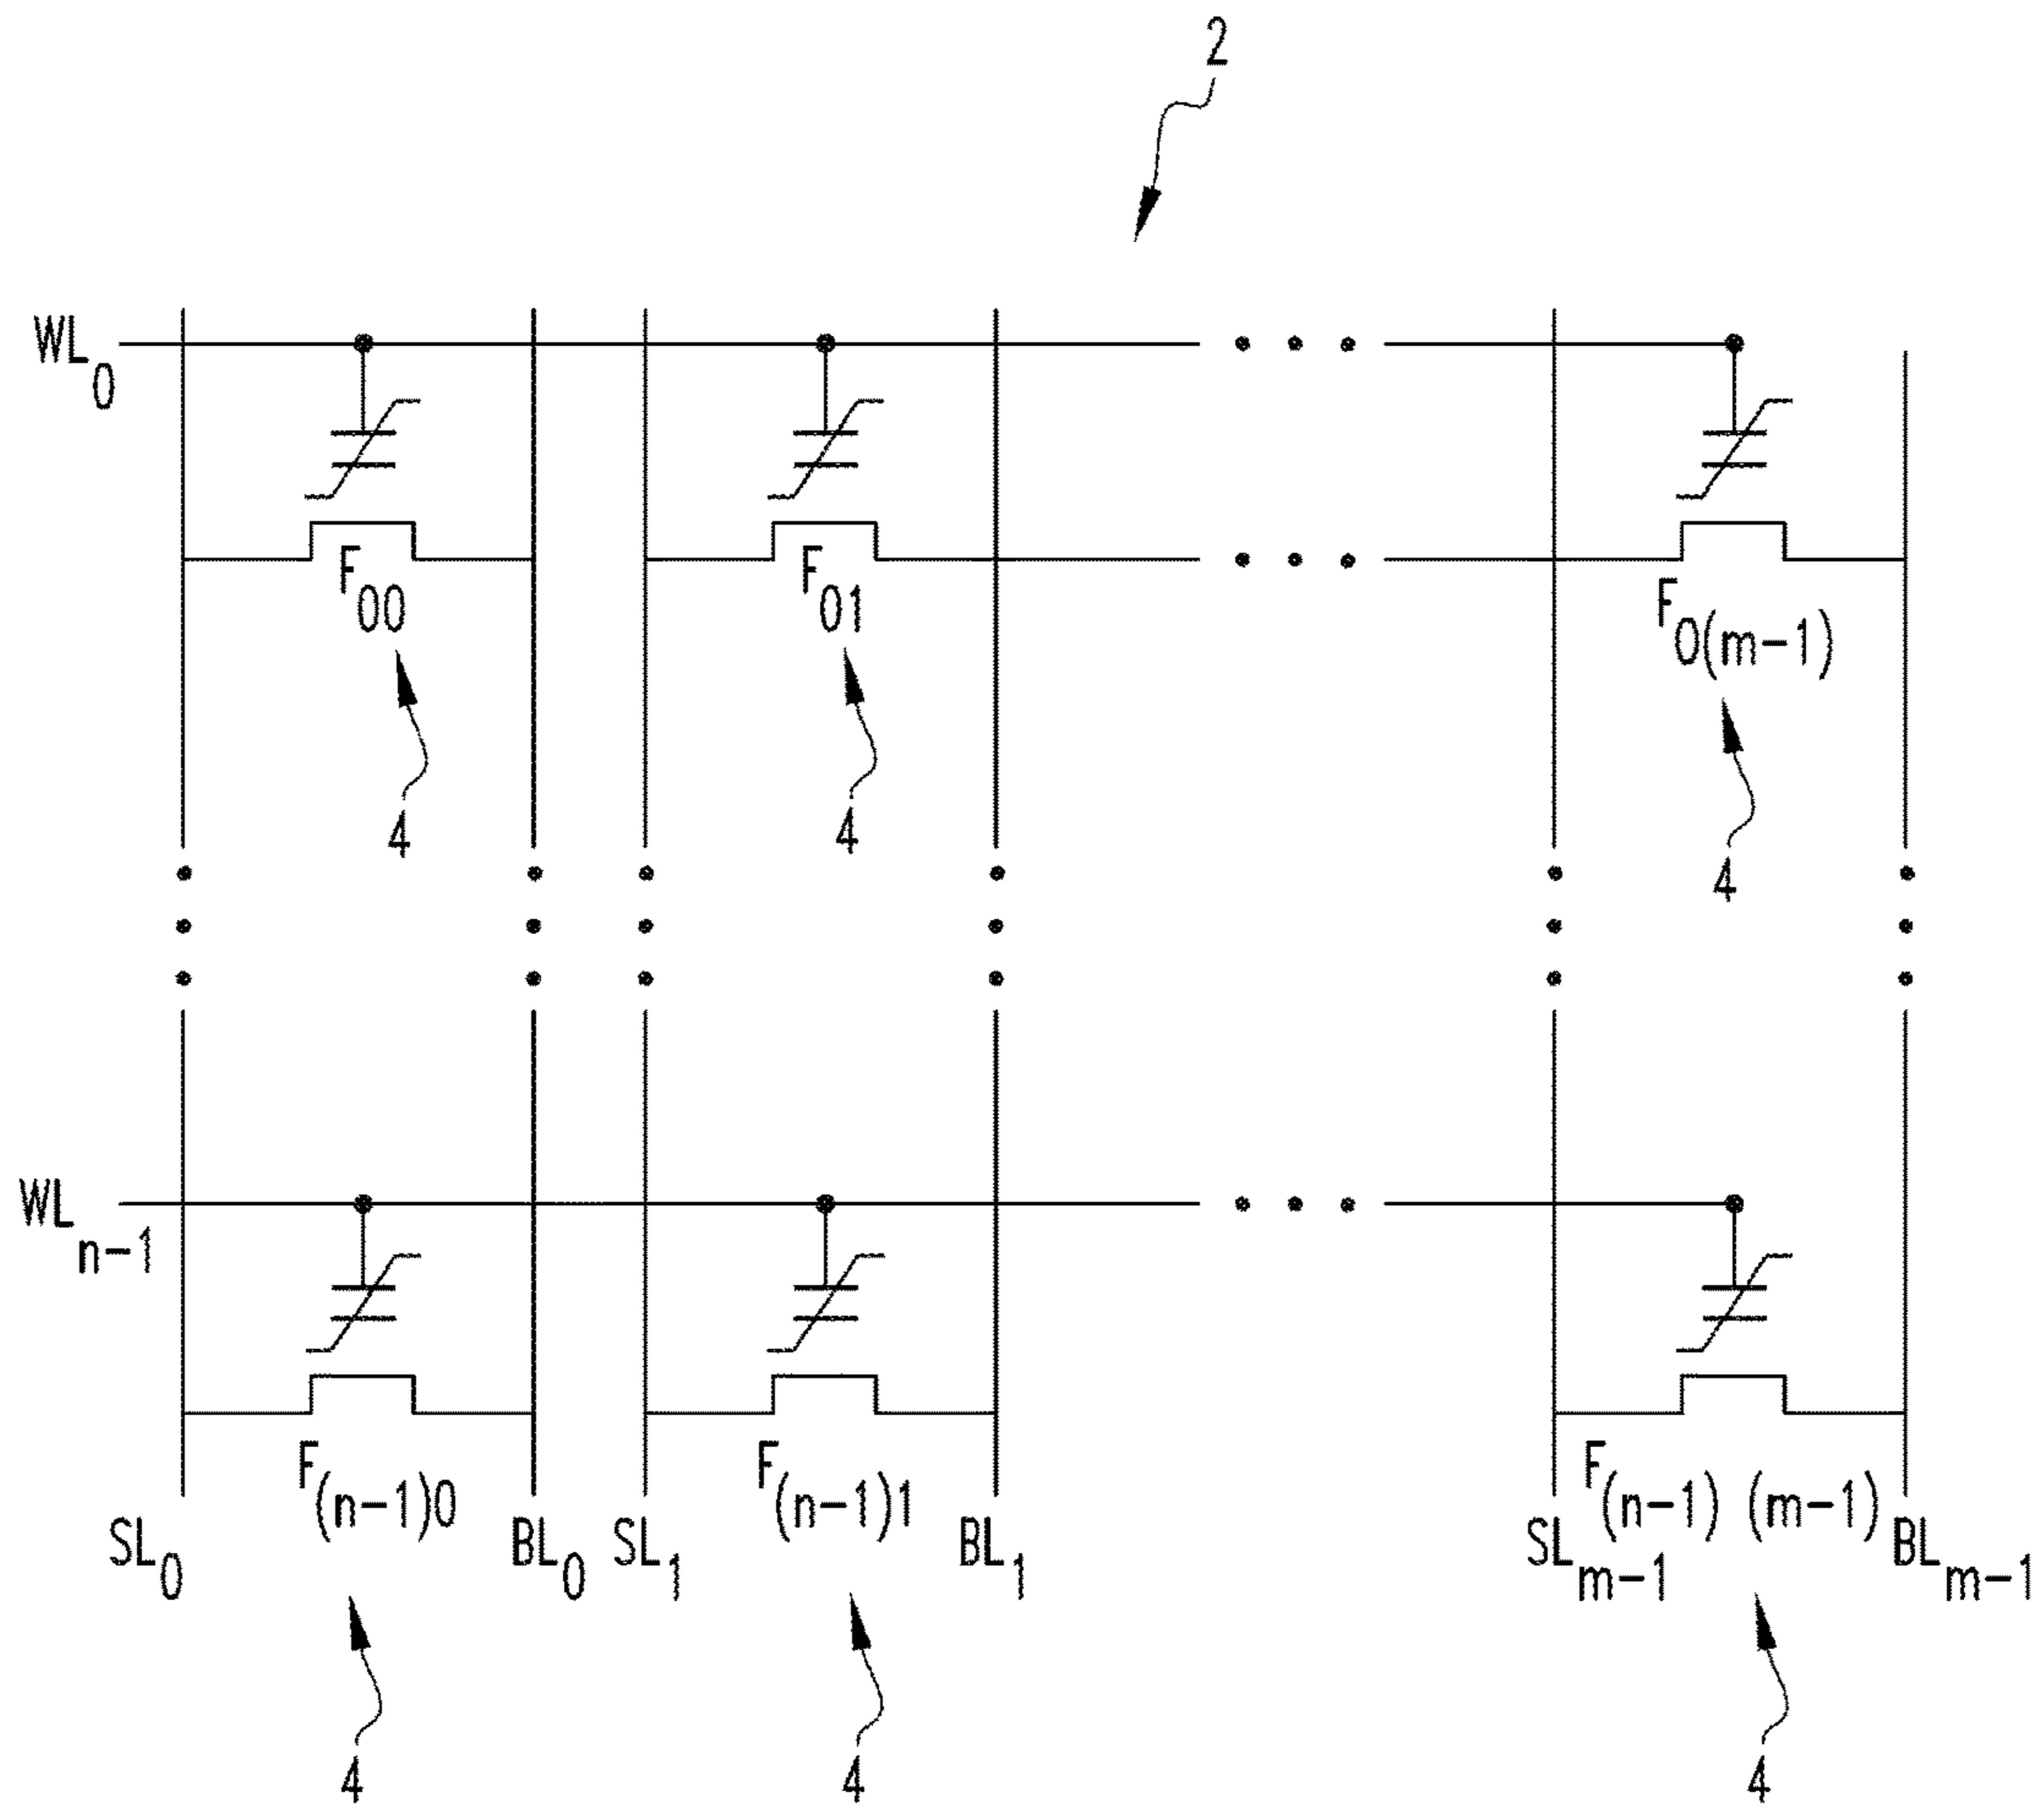 2
WL0
F00
F01
F0(m-1)
4
4
4
WLn-1
F(n-1)0
F(n-1)1
F(n-1) (m-1)
SL0
BL0
SL1
BL1
SLm-1
BLm-1
4
4
4